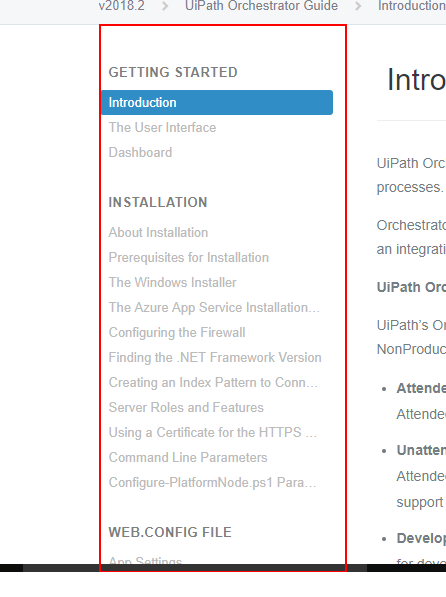 v2018.2 > UiPath Orchestrator Guide > Introduction
GETTING STARTED
Introduction
The User Interface
Dashboard
INSTALLATION
About Installation
Prerequisites for Installation
The Windows Installer
The Azure App Service Installation…
Configuring the Firewall
Finding the .NET Framework Version
Creating an Index Pattern to Conn…
Server Roles and Features
Using a Certificate for the HTTPS …
Command Line Parameters
Configure-PlatformNode.ps1 Para…
WEB.CONFIG FILE
App Settings
Intro
UiPath Orc
processes.
Orchestrato
an integrati
UiPath Orc
UiPath's Or
NonProduc
• Attende
Attended
• Unatten
Attended
support
• Develop
for deve